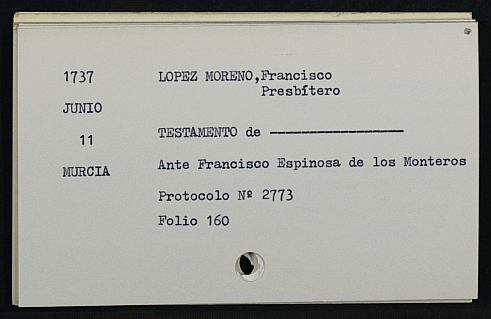 1737 LOPEZ MORENO,Francisco
Presbítero
JUNIO
11 TESTAMENTO de -----------------
MURCIA Ante Francisco Espinosa de los Monteros
Protocolo Nº 2773
Folio 160